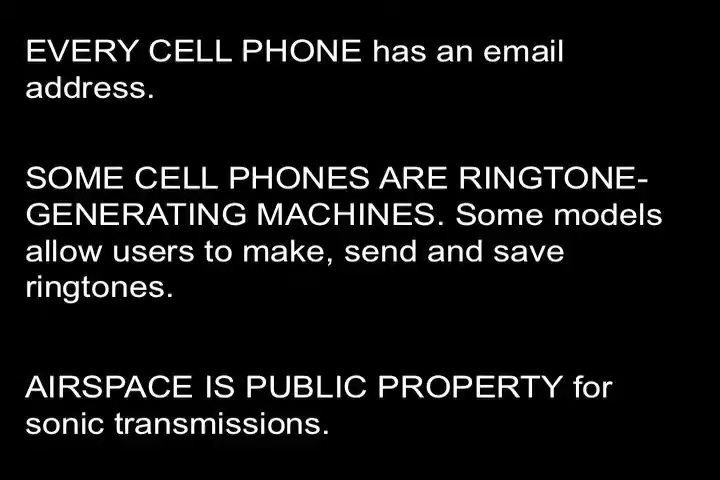 EVERY CELL PHONE has an email
address.
SOME CELL PHONES ARE RINGTONE-
GENERATING MACHINES. Some models
allow users to make, send and save
ringtones.
AIRSPACE IS PUBLIC PROPERTY for
sonic transmissions.